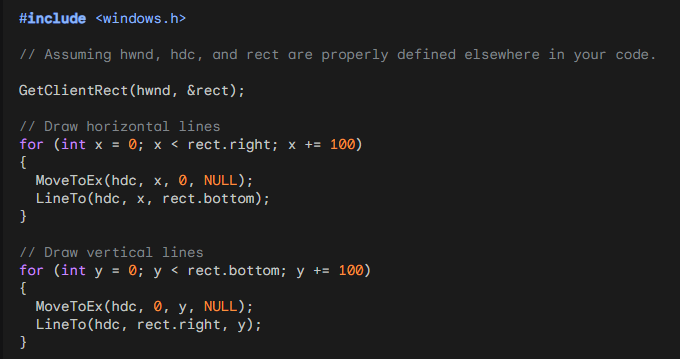 #include <windows.h>
// Assuming hwnd, hdc, and rect are properly defined elsewhere in your code.
GetClientRect(hwnd, &rect);
// Draw horizontal lines
for (int x = 0; x < rect.right; x += 100)
{
  MoveToEx(hdc, x, 0, NULL);
  LineTo(hdc, x, rect.bottom);
}
// Draw vertical lines
for (int y = 0; y < rect.bottom; y += 100)
{
  MoveToEx(hdc, 0, y, NULL);
  LineTo(hdc, rect.right, y);
}